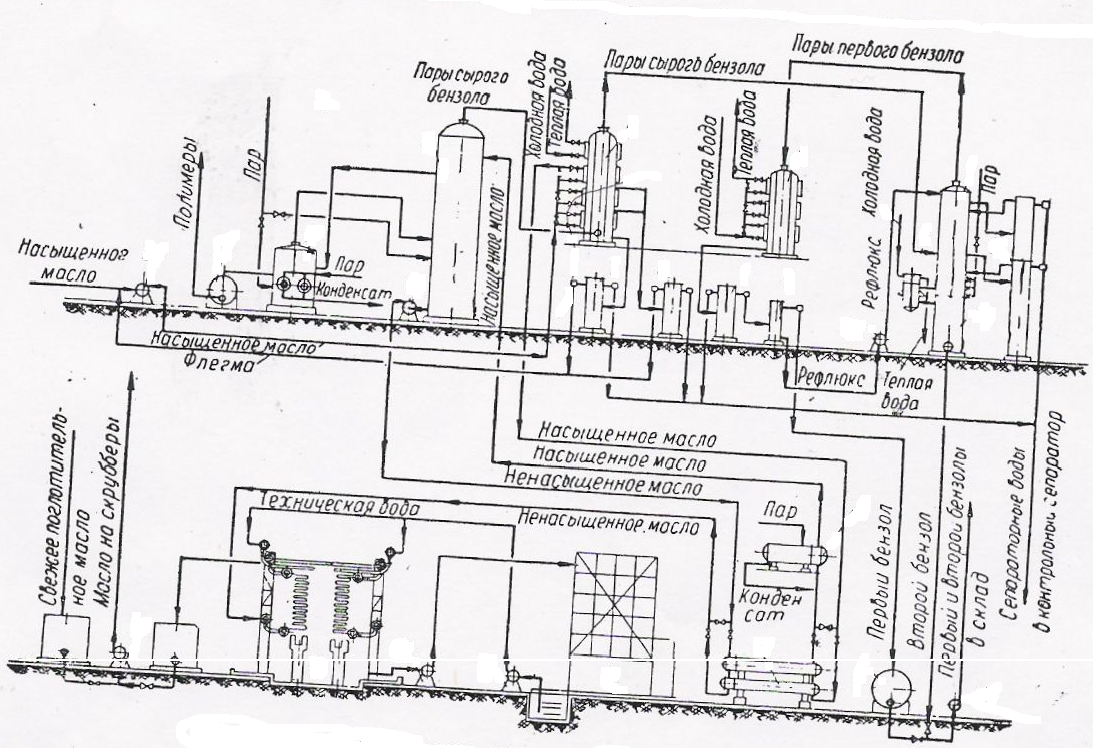 Пары сырого
бензола
Холодная вода
Теплая вода
Пары сырого бензола
Пары первого бензола
Холодная вода
Теплая вода
Холодная вода
Рефлюкс
Пар
Полимеры
Пар
Насыщенное
масло
Пар
Конденсат
Насыщенное масло
Насыщенное масло
Флегма
Рефлюкс
Теплая
вода
Насыщенное масло
Насыщенное масло
Ненасыщенное масло
Ненасыщенное масло
Техническая вода
Пар
Конден
сат
Свежее поглотитель-
ное масло
Масло на скрубберы
Первый бензол
Второй бензол
Первый и второй бензолы
в склад
Сепараторные воды
в контрольный сепаратор